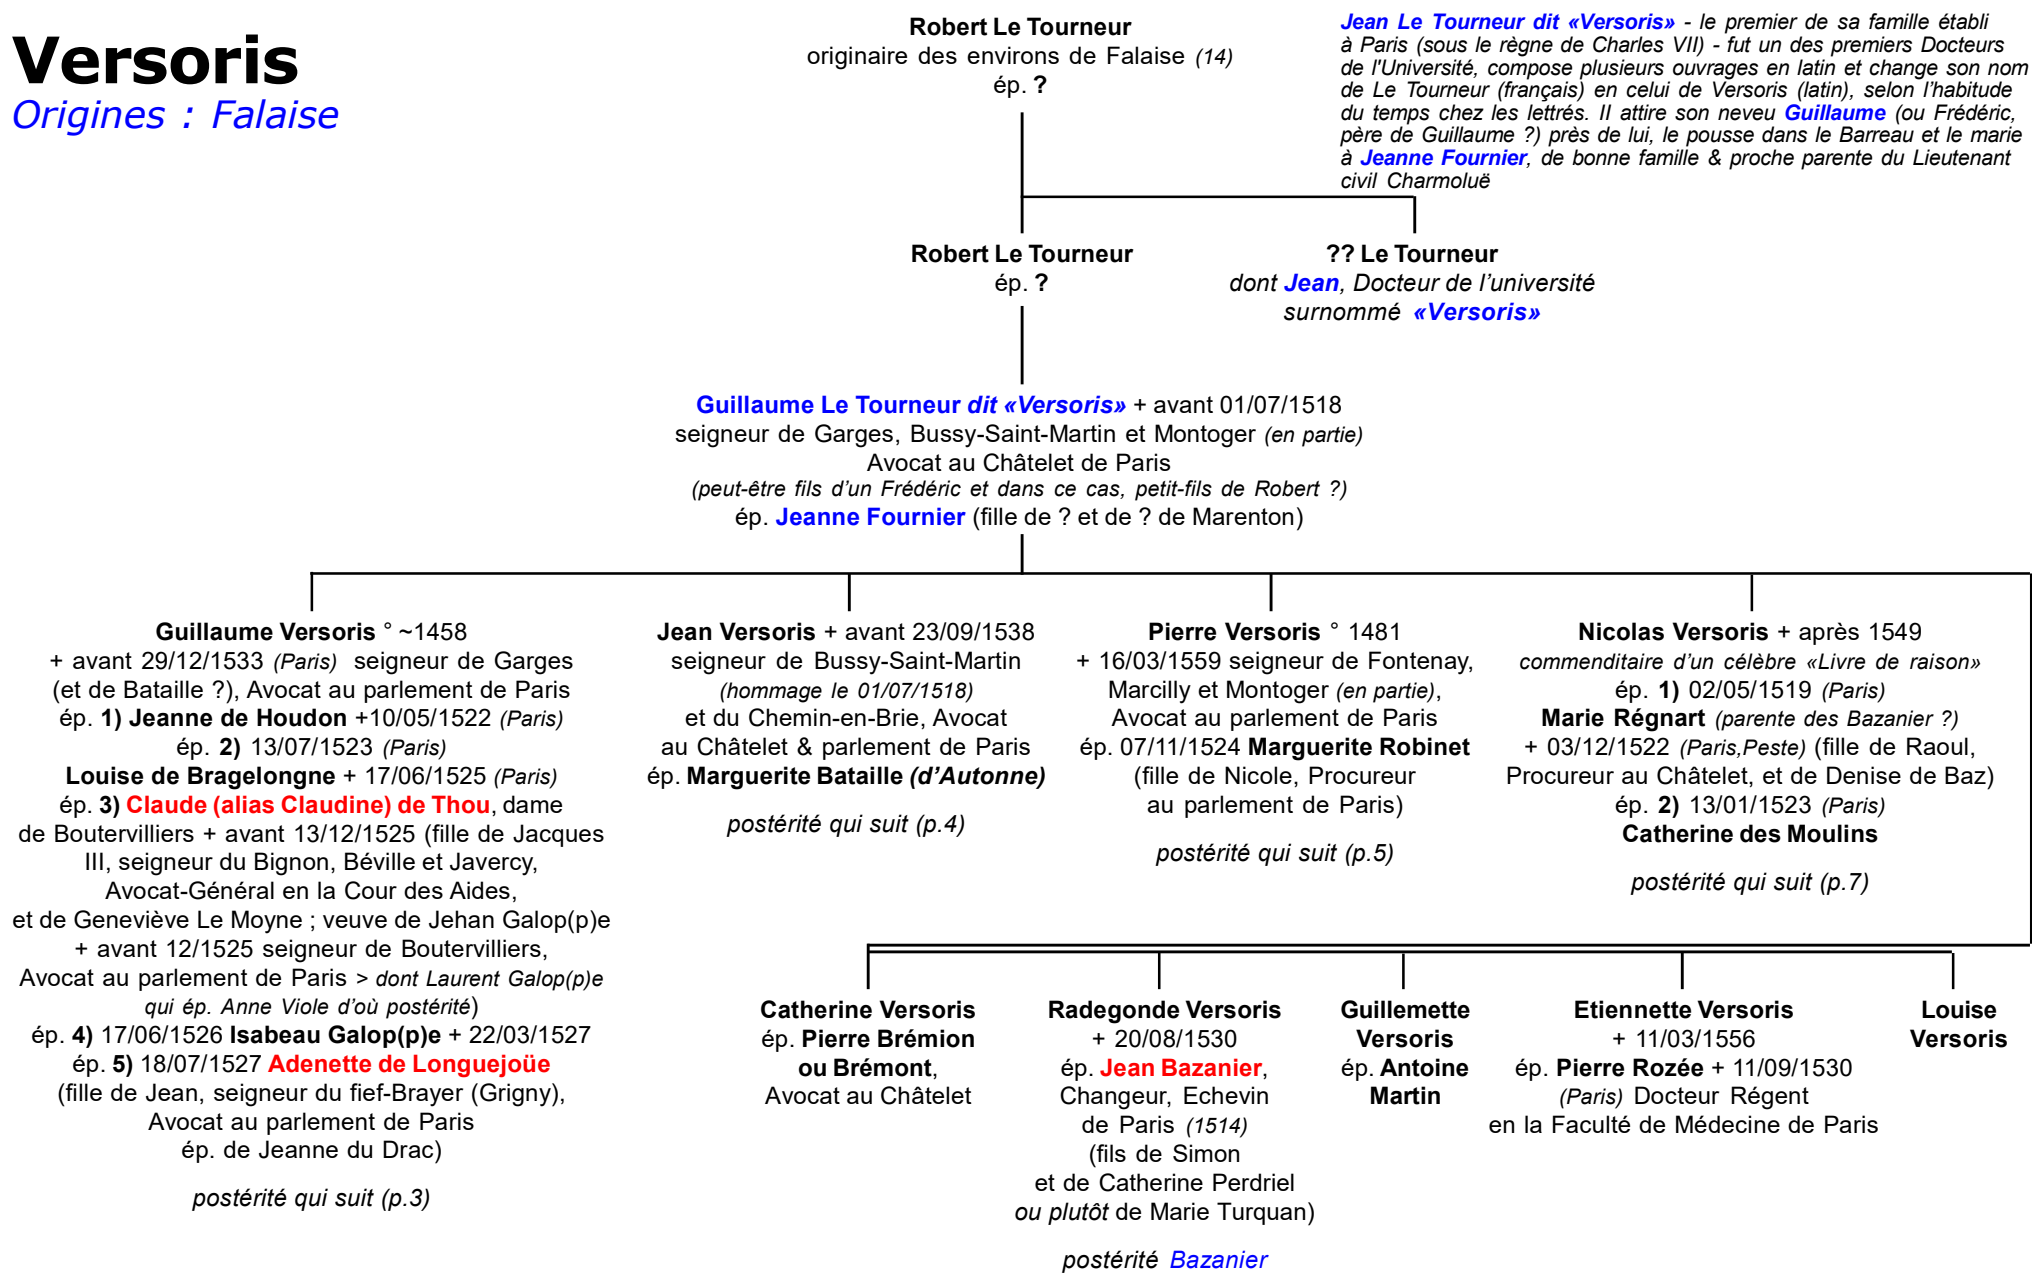 Versoris
Origines : Falaise
Robert Le Tourneur
originaire des environs de Falaise (14)
ép. ?
Jean Le Tourneur dit «Versoris» - le premier de sa famille établi
à Paris (sous le règne de Charles VII) - fut un des premiers Docteurs
de l'Université, compose plusieurs ouvrages en latin et change son nom
de Le Tourneur (français) en celui de Versoris (latin), selon l'habitude
du temps chez les lettrés. II attire son neveu Guillaume (ou Frédéric,
père de Guillaume ?) près de lui, le pousse dans le Barreau et le marie
à Jeanne Fournier, de bonne famille & proche parente du Lieutenant
civil Charmoluë
Robert Le Tourneur
ép. ?
?? Le Tourneur
dont Jean, Docteur de l'université
surnommé «Versoris»
Guillaume Le Tourneur dit «Versoris» + avant 01/07/1518
seigneur de Garges, Bussy-Saint-Martin et Montoger (en partie)
Avocat au Châtelet de Paris
(peut-être fils d'un Frédéric et dans ce cas, petit-fils de Robert ?)
ép. Jeanne Fournier (fille de ? et de ? de Marenton)
Guillaume Versoris ° ~1458
+ avant 29/12/1533 (Paris) seigneur de Garges
(et de Bataille ?), Avocat au parlement de Paris
ép. 1) Jeanne de Houdon +10/05/1522 (Paris)
ép. 2) 13/07/1523 (Paris)
Louise de Bragelongne + 17/06/1525 (Paris)
ép. 3) Claude (alias Claudine) de Thou, dame
de Boutervilliers + avant 13/12/1525 (fille de Jacques
III, seigneur du Bignon, Béville et Javercy,
Avocat-Général en la Cour des Aides,
et de Geneviève Le Moyne ; veuve de Jehan Galop(p)e
+ avant 12/1525 seigneur de Boutervilliers,
Avocat au parlement de Paris > dont Laurent Galop(p)e
qui ép. Anne Viole d'où postérité)
ép. 4) 17/06/1526 Isabeau Galop(p)e + 22/03/1527
ép. 5) 18/07/1527 Adenette de Longuejoüe
(fille de Jean, seigneur du fief-Brayer (Grigny),
Avocat au parlement de Paris
ép. de Jeanne du Drac)
postérité qui suit (p.3)
Jean Versoris + avant 23/09/1538
seigneur de Bussy-Saint-Martin
(hommage le 01/07/1518)
et du Chemin-en-Brie, Avocat
au Châtelet & parlement de Paris
ép. Marguerite Bataille (d'Autonne)
postérité qui suit (p.4)
Pierre Versoris ° 1481
+ 16/03/1559 seigneur de Fontenay,
Marcilly et Montoger (en partie),
Avocat au parlement de Paris
ép. 07/11/1524 Marguerite Robinet
(fille de Nicole, Procureur
au parlement de Paris)
postérité qui suit (p.5)
Nicolas Versoris + après 1549
commenditaire d'un célèbre «Livre de raison»
ép. 1) 02/05/1519 (Paris)
Marie Régnart (parente des Bazanier ?)
+ 03/12/1522 (Paris,Peste) (fille de Raoul,
Procureur au Châtelet, et de Denise de Baz)
ép. 2) 13/01/1523 (Paris)
Catherine des Moulins
postérité qui suit (p.7)
Catherine Versoris
ép. Pierre Brémion
ou Brémont,
Avocat au Châtelet
Radegonde Versoris
+ 20/08/1530
ép. Jean Bazanier,
Changeur, Echevin
de Paris (1514)
(fils de Simon
et de Catherine Perdriel
ou plutôt de Marie Turquan)
postérité Bazanier
Guillemette
Versoris
ép. Antoine
Martin
Etiennette Versoris
+ 11/03/1556
ép. Pierre Rozée + 11/09/1530
(Paris) Docteur Régent
en la Faculté de Médecine de Paris
Louise
Versoris